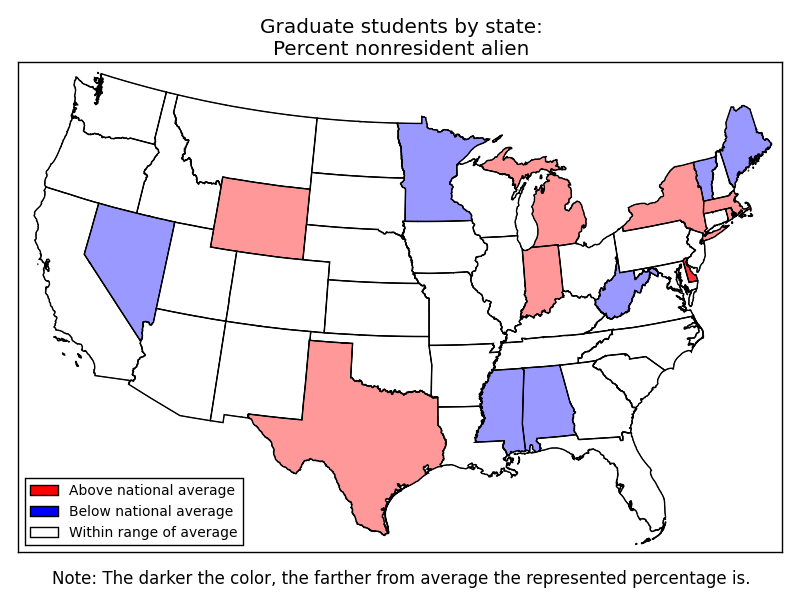 Graduate students by state:
Percent nonresident alien
Above national average
Below national average
Within range of average
Note: The darker the color, the farther from average the represented percentage is.